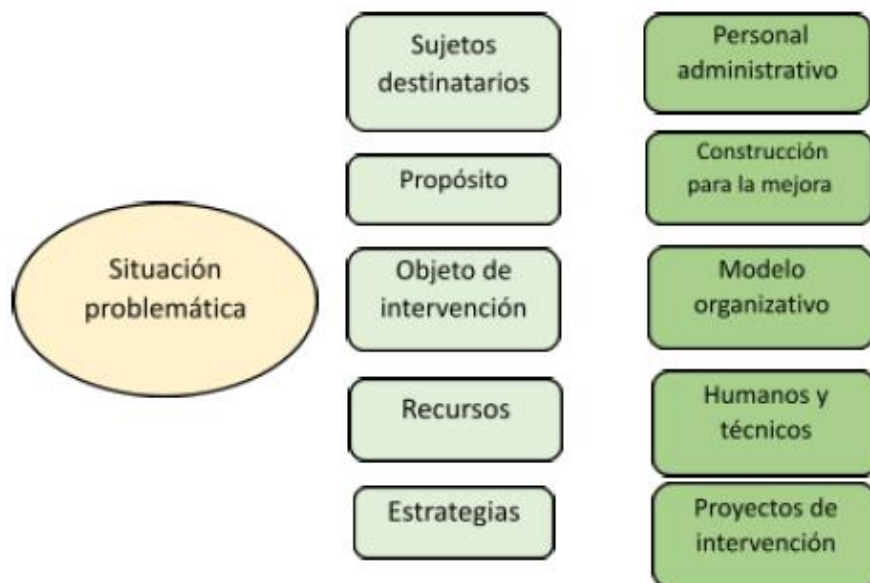 Situación
problemática
Sujetos
destinatarios
Propósito
Objeto de
intervención
Recursos
Estrategias
Personal
administrativo
Construcción
para la mejora
Modelo
organizativo
Humanos y
técnicos
Proyectos de
intervención